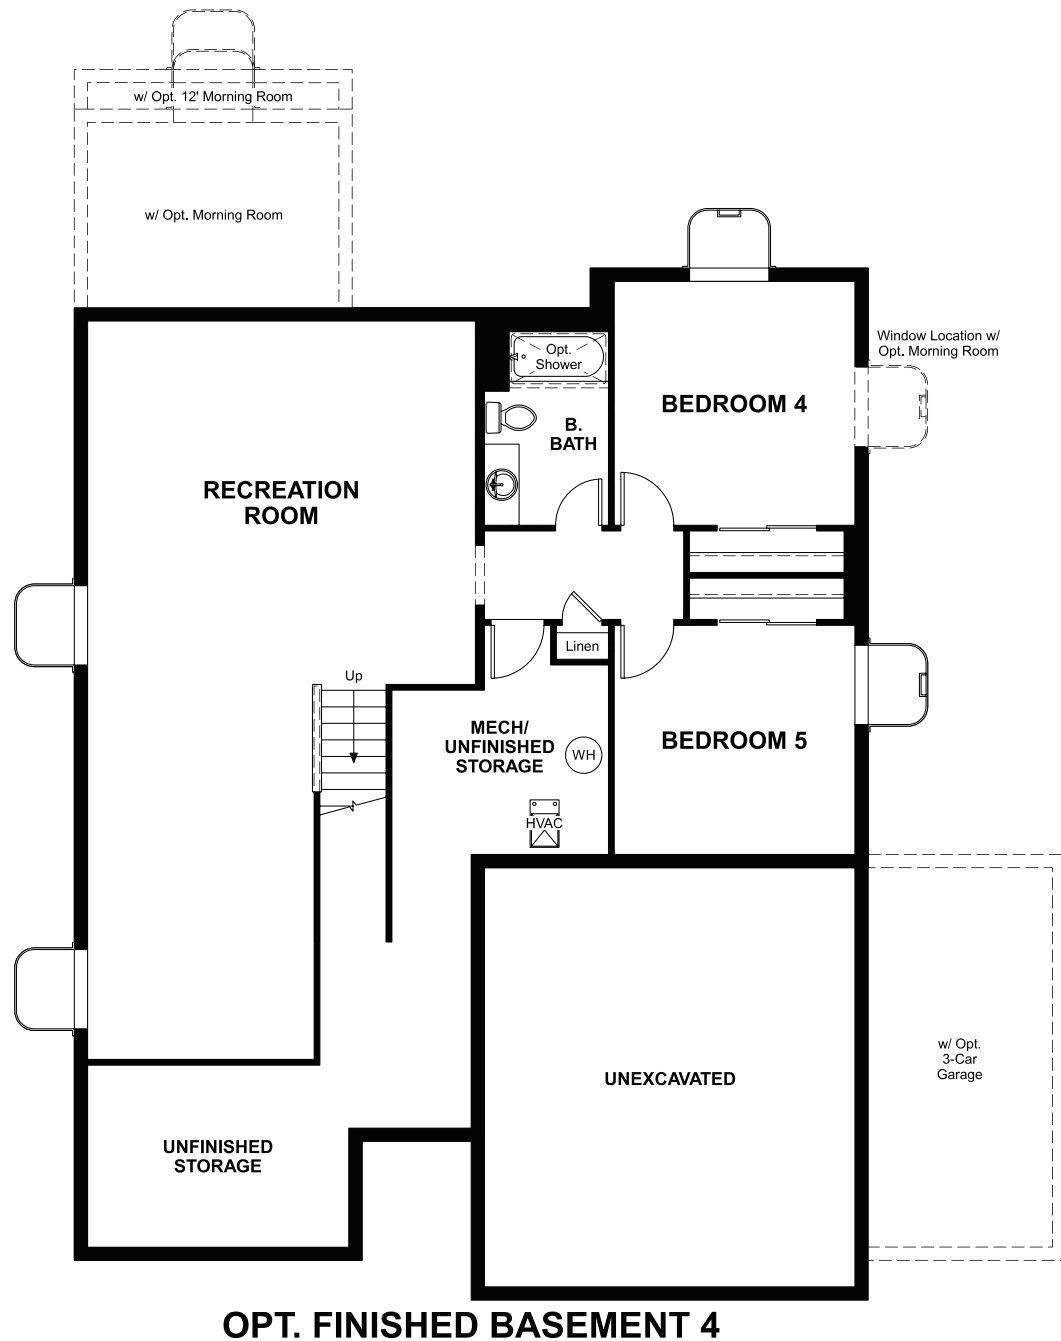 w/ Opt. 12' Morning Room
w/ Opt. Morning Room
Window Location w/
Opt. Morning Room
Opt.
Shower
BEDROOM 4
B.
BATH
RECREATION
ROOM
Linen
Up
MECH/
UNFINISHED
STORAGE
WH
BEDROOM 5
HVAC
w/ Opt.
3-Car
Garage
UNEXCAVATED
UNFINISHED
STORAGE
OPT. FINISHED BASEMENT 4